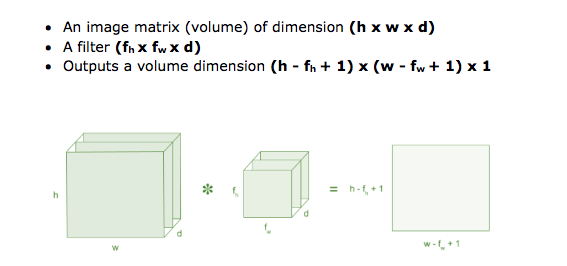 • An image matrix (volume) of dimension (h x w x d)
• A filter (fh x fw x d)
• Outputs a volume dimension (h - fh + 1) x (w - fw + 1) x 1
h
w
d
*
fh
fw
d
= h - fh + 1
w - fw + 1